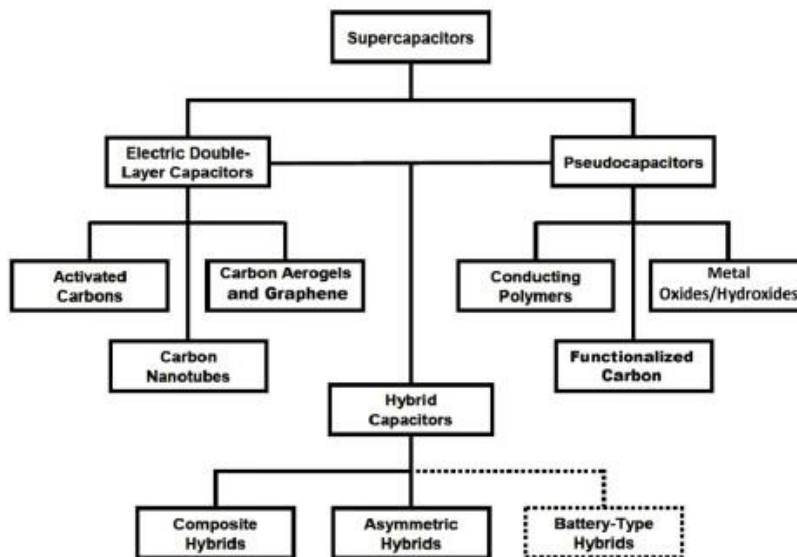 Supercapacitors
Electric Double-
Layer Capacitors
Pseudocapacitors
Activated
Carbons
Carbon Aerogels
and Graphene
Conducting
Polymers
Metal
Oxides/Hydroxides
Carbon
Nanotubes
Functionalized
Carbon
Hybrid
Capacitors
Composite
Hybrids
Asymmetric
Hybrids
Battery-Type
Hybrids